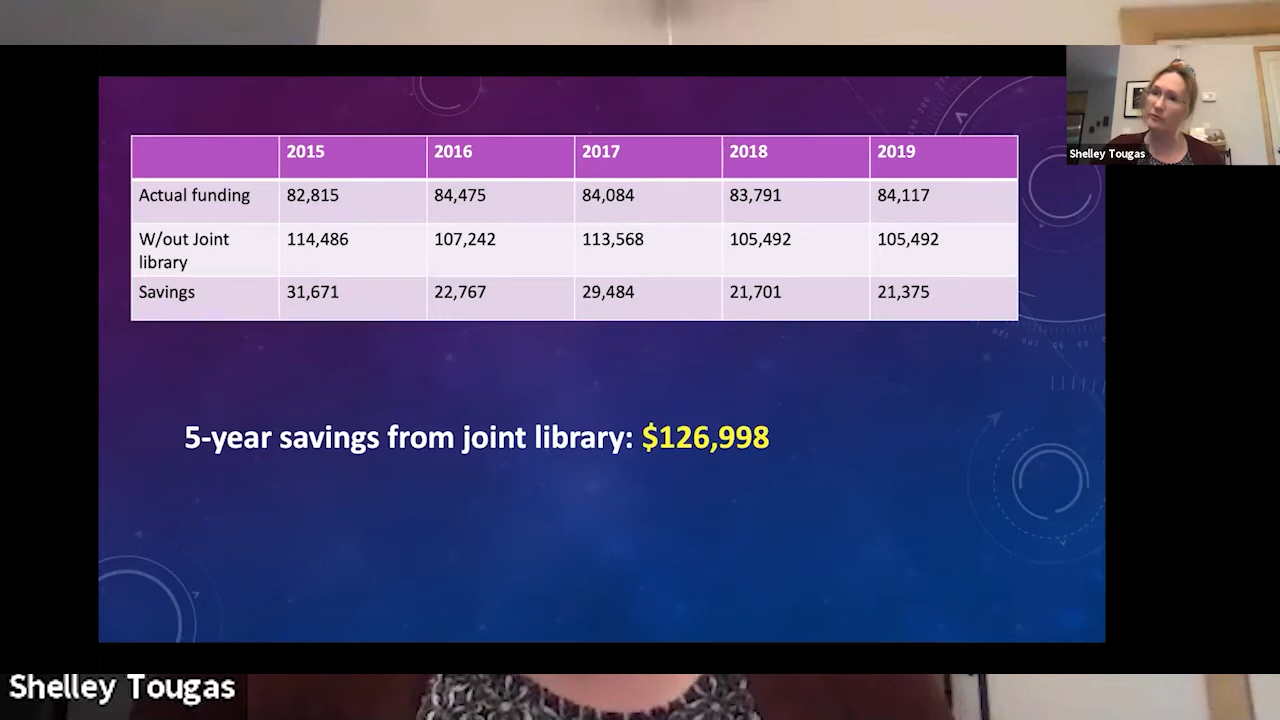 Shelley Tougas
2015 2016 2017 2018 2019
Actual funding 82,815 84,475 84,084 83,791 84,117
W/out Joint library 114,486 107,242 113,568 105,492 105,492
Savings 31,671 22,767 29,484 21,701 21,375
5-year savings from joint library: $126,998
Shelley Tougas